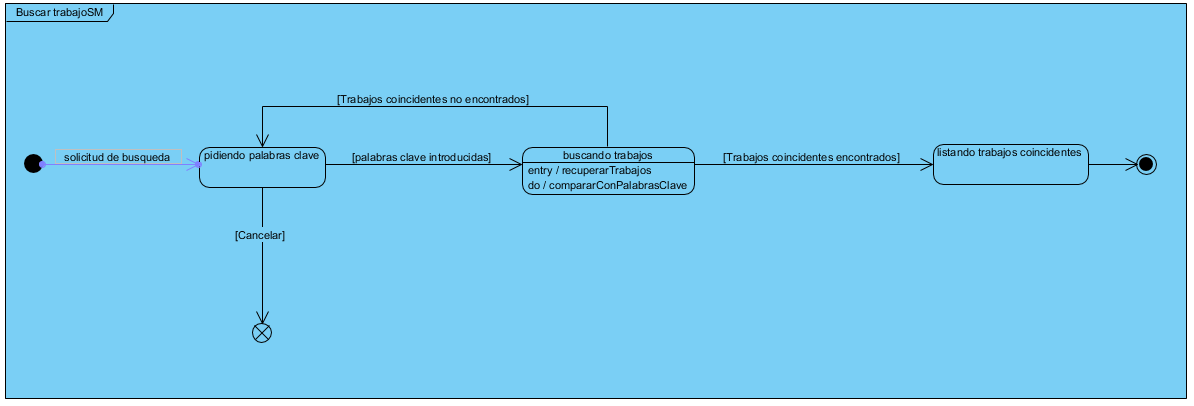 Buscar trabajoSM
[Trabajos coincidentes no encontrados]
solicitud de busqueda
pidiendo palabras clave
[palabras clave introducidas]
buscando trabajos
entry / recuperarTrabajos
do / compararConPalabrasClave
[Trabajos coincidentes encontrados]
listando trabajos coincidentes
[Cancelar]